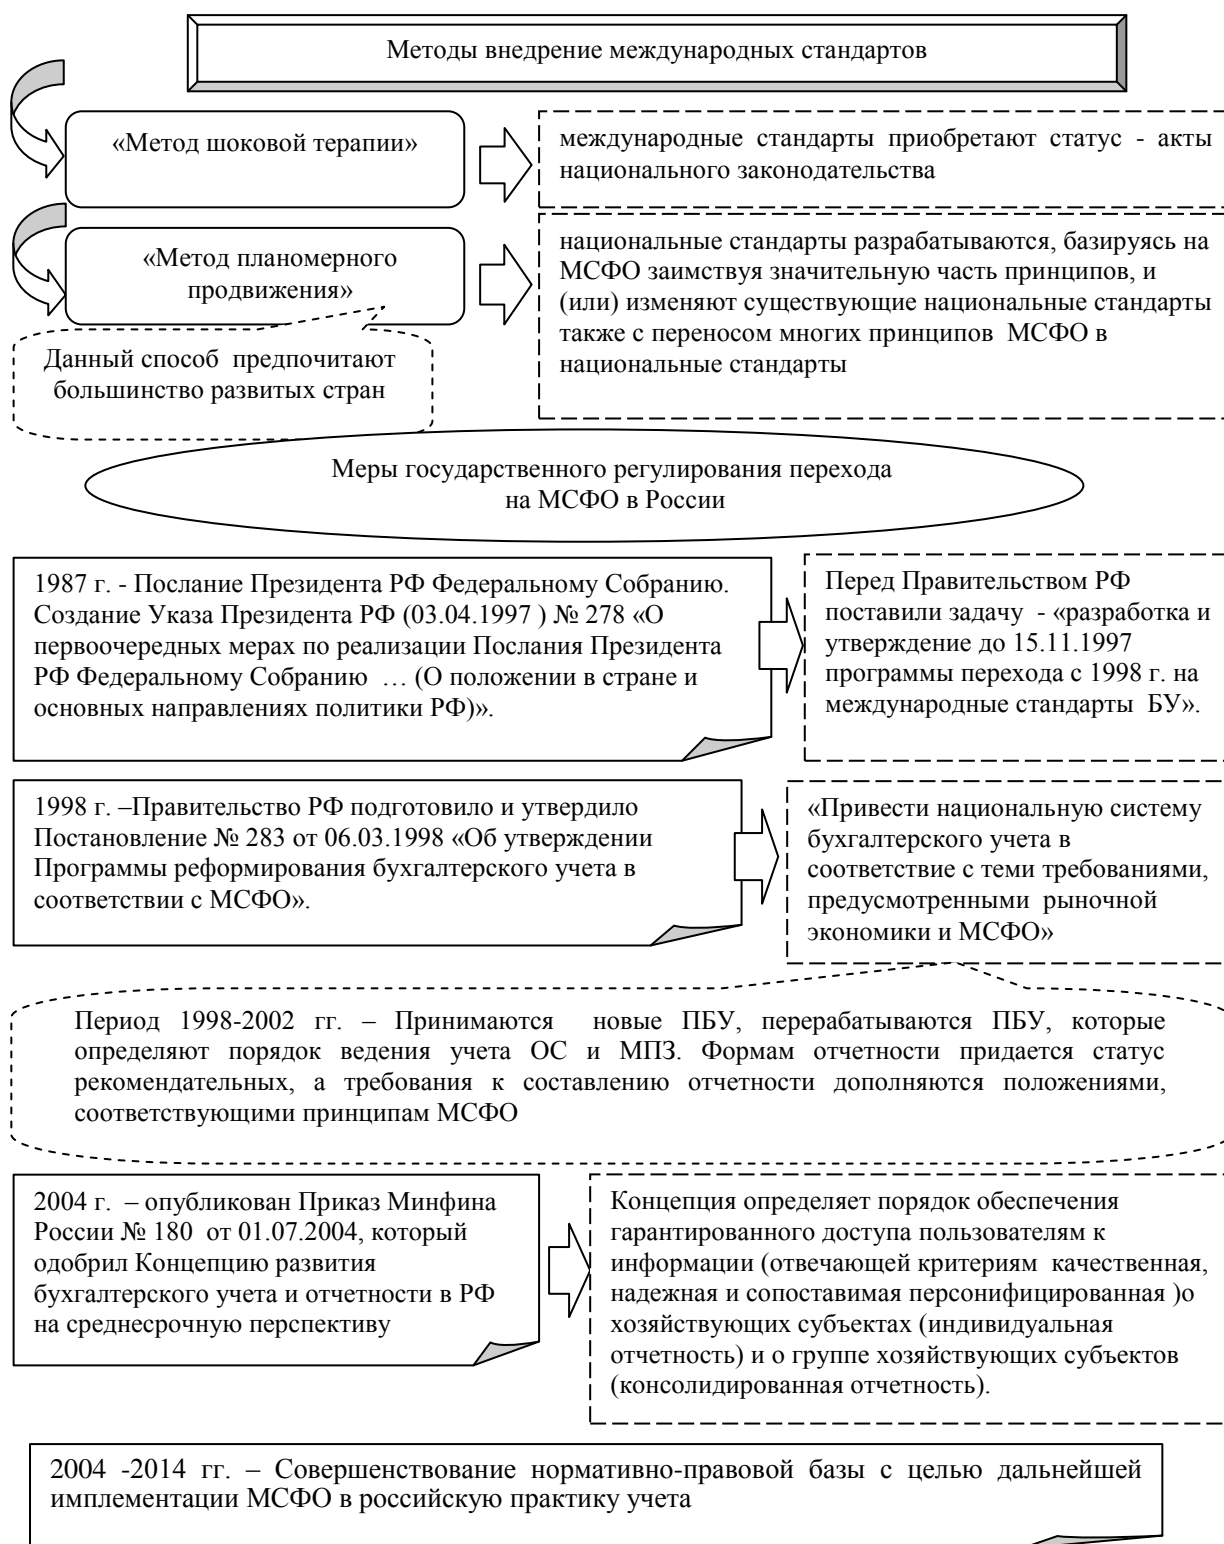 Методы внедрение международных стандартов
«Метод шоковой терапии»
международные стандарты приобретают статус - акты
национального законодательства
«Метод планомерного
продвижения»
национальные стандарты разрабатываются, базируясь на
МСФО заимствуя значительную часть принципов, и
(или) изменяют существующие национальные стандарты
также с переносом многих принципов МСФО в
национальные стандарты
Данный способ предпочитают
большинство развитых стран
Меры государственного регулирования перехода
на МСФО в России
1987 г. - Послание Президента РФ Федеральному Собранию.
Создание Указа Президента РФ (03.04.1997 ) № 278 «О
первоочередных мерах по реализации Послания Президента
РФ Федеральному Собранию … (О положении в стране и
основных направлениях политики РФ)».
Перед Правительством РФ
поставили задачу - «разработка и
утверждение до 15.11.1997
программы перехода с 1998 г. на
международные стандарты БУ».
1998 г. –Правительство РФ подготовило и утвердило
Постановление № 283 от 06.03.1998 «Об утверждении
Программы реформирования бухгалтерского учета в
соответствии с МСФО».
«Привести национальную систему
бухгалтерского учета в
соответствие с теми требованиями,
предусмотренными рыночной
экономики и МСФО»
Период 1998-2002 гг. – Принимаются новые ПБУ, перерабатываются ПБУ, которые
определяют порядок ведения учета ОС и МПЗ. Формам отчетности придается статус
рекомендательных, а требования к составлению отчетности дополняются положениями,
соответствующими принципам МСФО
2004 г. – опубликован Приказ Минфина
России № 180 от 01.07.2004, который
одобрил Концепцию развития
бухгалтерского учета и отчетности в РФ
на среднесрочную перспективу
Концепция определяет порядок обеспечения
гарантированного доступа пользователям к
информации (отвечающей критериям качественная,
надежная и сопоставимая персонифицированная )о
хозяйствующих субъектах (индивидуальная
отчетность) и о группе хозяйствующих субъектов
(консолидированная отчетность).
2004 -2014 гг. – Совершенствование нормативно-правовой базы с целью дальнейшей
имплементации МСФО в российскую практику учета